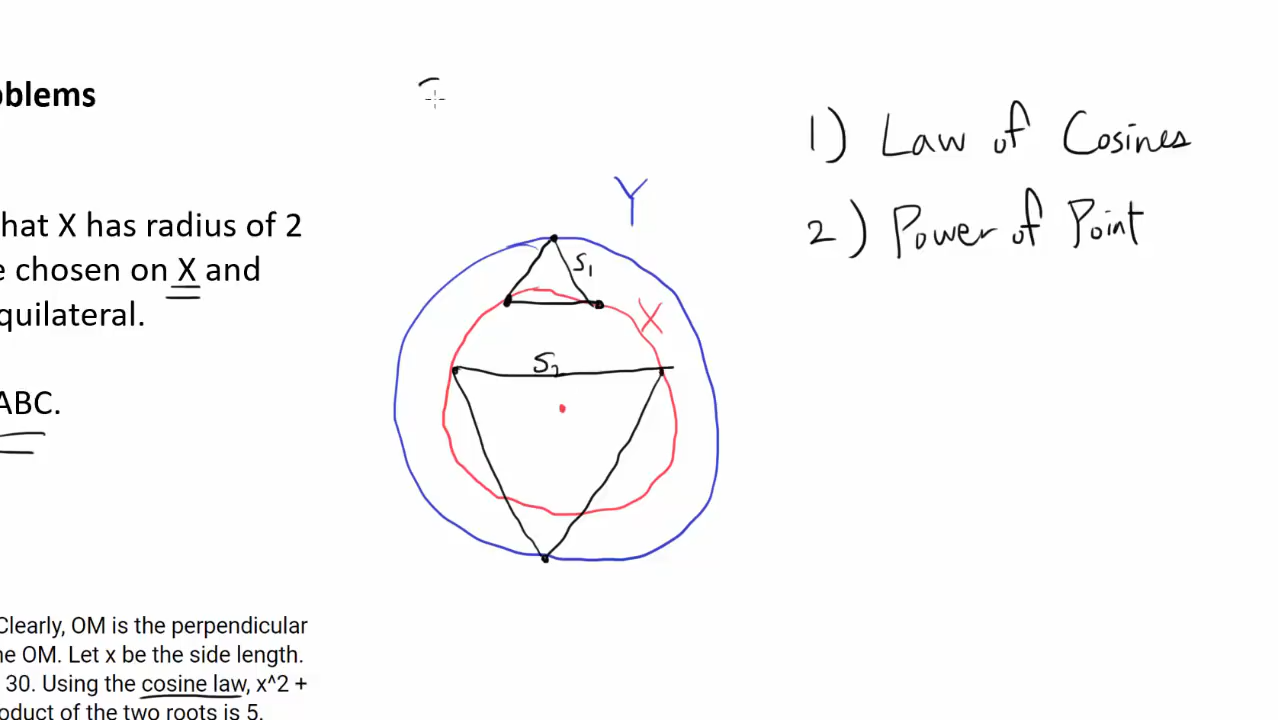 oblems
hat X has radius of 2
e chosen on X and
quilateral.
ABC.
Clearly, OM is the perpendicular
ne OM. Let x be the side length.
30. Using the cosine law, x^2 +
oduct of the two roots is 5.
Y
S1
X
S2
1) Law of Cosines
2) Power of Point